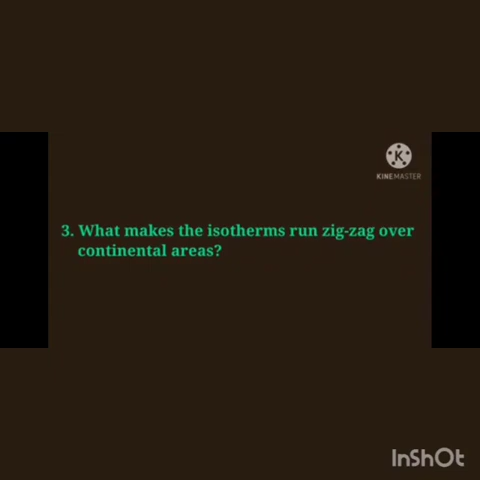 KINEMASTER
3. What makes the isotherms run zig-zag over
continental areas?
InShOt